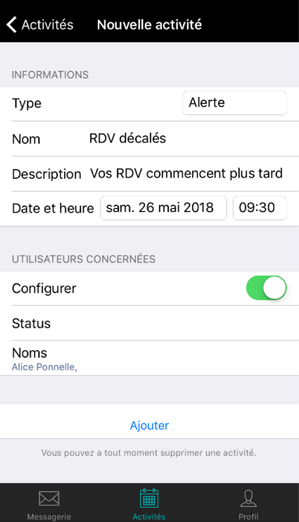 Activités Nouvelle activité
INFORMATIONS
Type Alerte
Nom RDV décalés
Description Vos RDV commencent plus tard
Date et heure sam. 26 mai 2018 09:30
UTILISATEURS CONCERNÉES
Configurer
Status
Noms
Alice Ponnelle,
Ajouter
Vous pouvez a tout moment supprimer une activité.
Messagerie Activités Profil